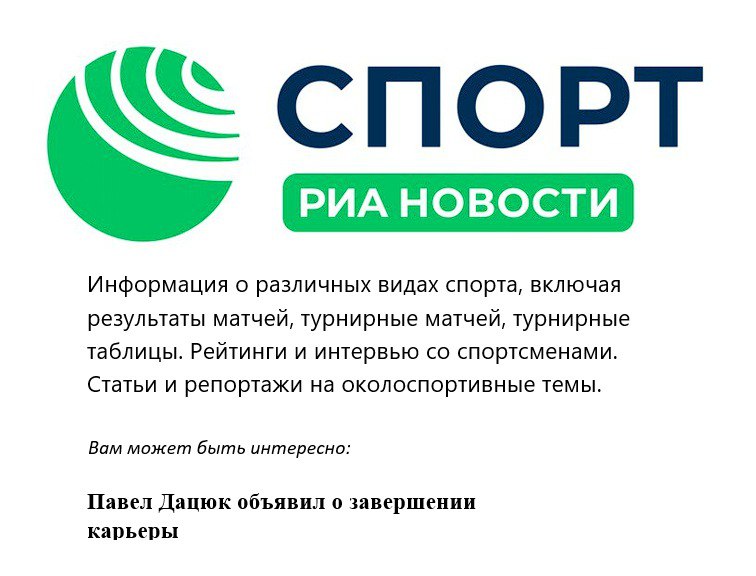 СПОРТ
РИА НОВОСТИ
Информация о различных видах спорта, включая
результаты матчей, турнирные матчей, турнирные
таблицы. Рейтинги и интервью со спортсменами.
Статьи и репортажи на околоспортивные темы.
Вам может быть интересно:
Павел Дацюк объявил о завершении
карьеры